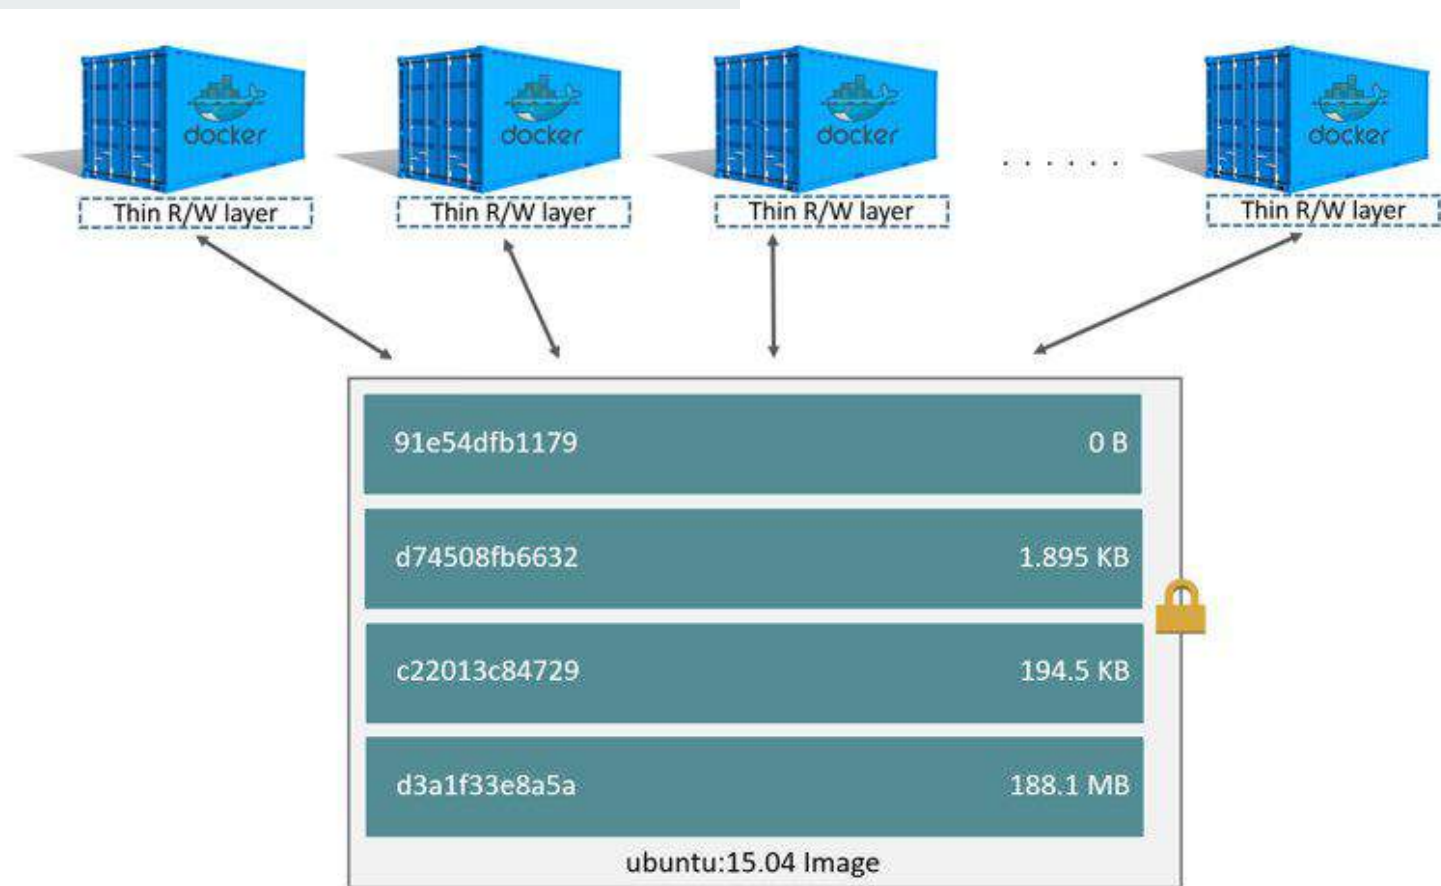 docker docker docker docker
Thin R/W layer Thin R/W layer Thin R/W layer Thin R/W layer
91e54dfb1179 0 B
d74508fb6632 1.895 KB
c22013c84729 194.5 KB
d3a1f33e8a5a 188.1 MB
ubuntu:15.04 Image